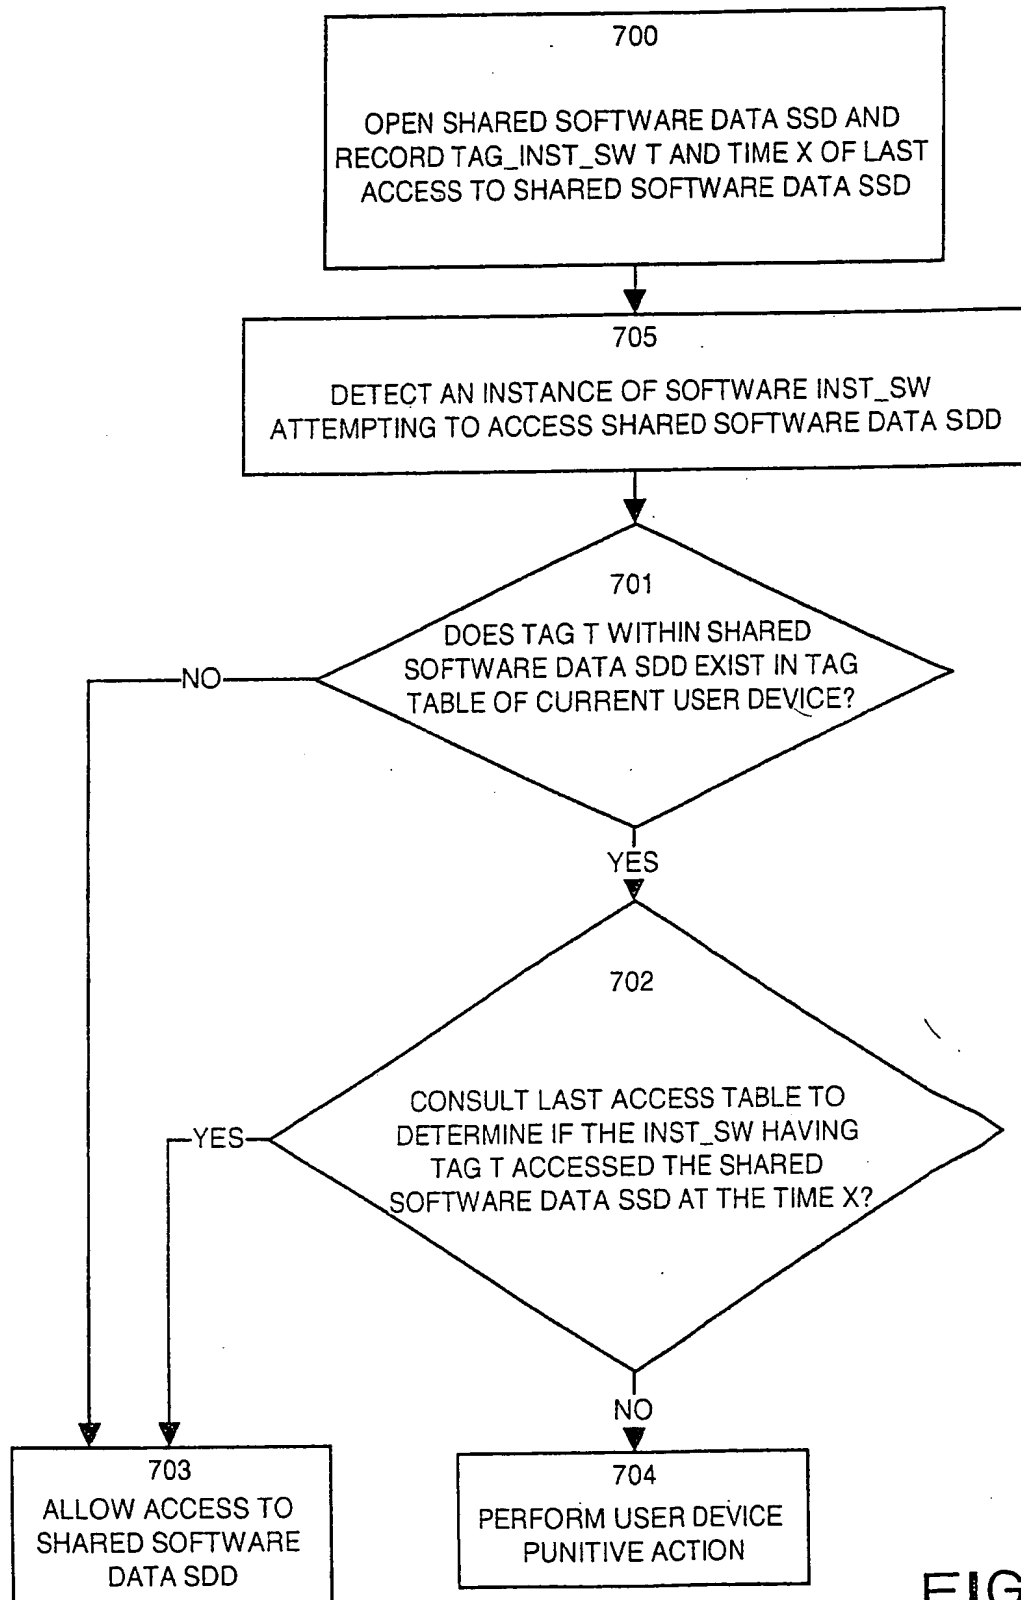 700
OPEN SHARED SOFTWARE DATA SSD AND
RECORD TAG_INST_SW T AND TIME X OF LAST
ACCESS TO SHARED SOFTWARE DATA SSD
705
DETECT AN INSTANCE OF SOFTWARE INST_SW
ATTEMPTING TO ACCESS SHARED SOFTWARE DATA SDD
701
DOES TAG T WITHIN SHARED
SOFTWARE DATA SDD EXIST IN TAG
TABLE OF CURRENT USER DEVICE?
NO
YES
702
CONSULT LAST ACCESS TABLE TO
DETERMINE IF THE INST_SW HAVING
TAG T ACCESSED THE SHARED
SOFTWARE DATA SSD AT THE TIME X?
YES
NO
703
ALLOW ACCESS TO
SHARED SOFTWARE
DATA SDD
704
PERFORM USER DEVICE
PUNITIVE ACTION
FIG